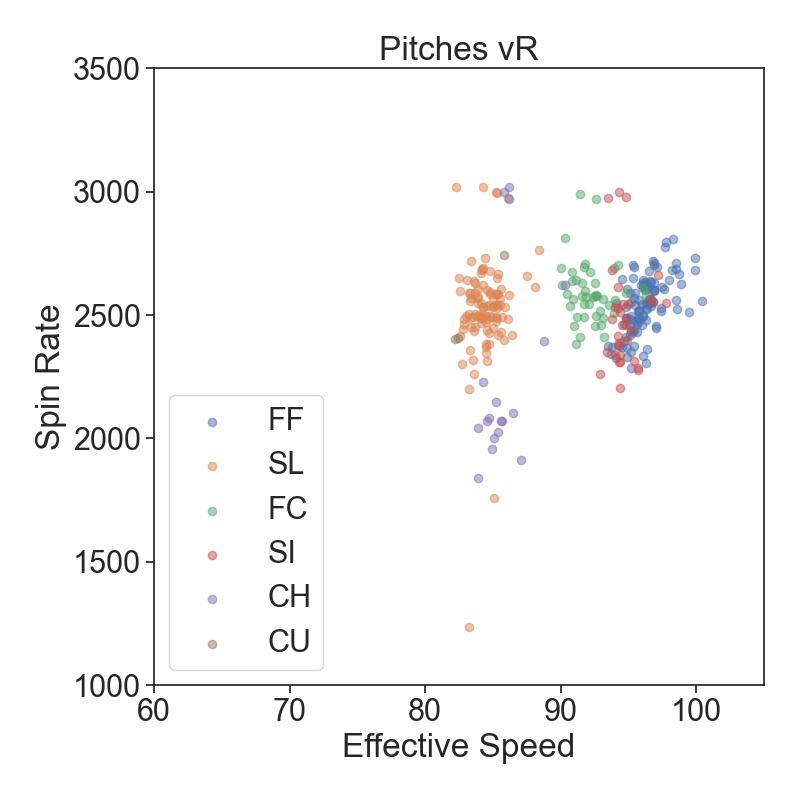 Pitches vR
3500
3000
2500
2000
1500
1000
Spin Rate
FF
SL
FC
SI
CH
CU
60 70 80 90 100
Effective Speed